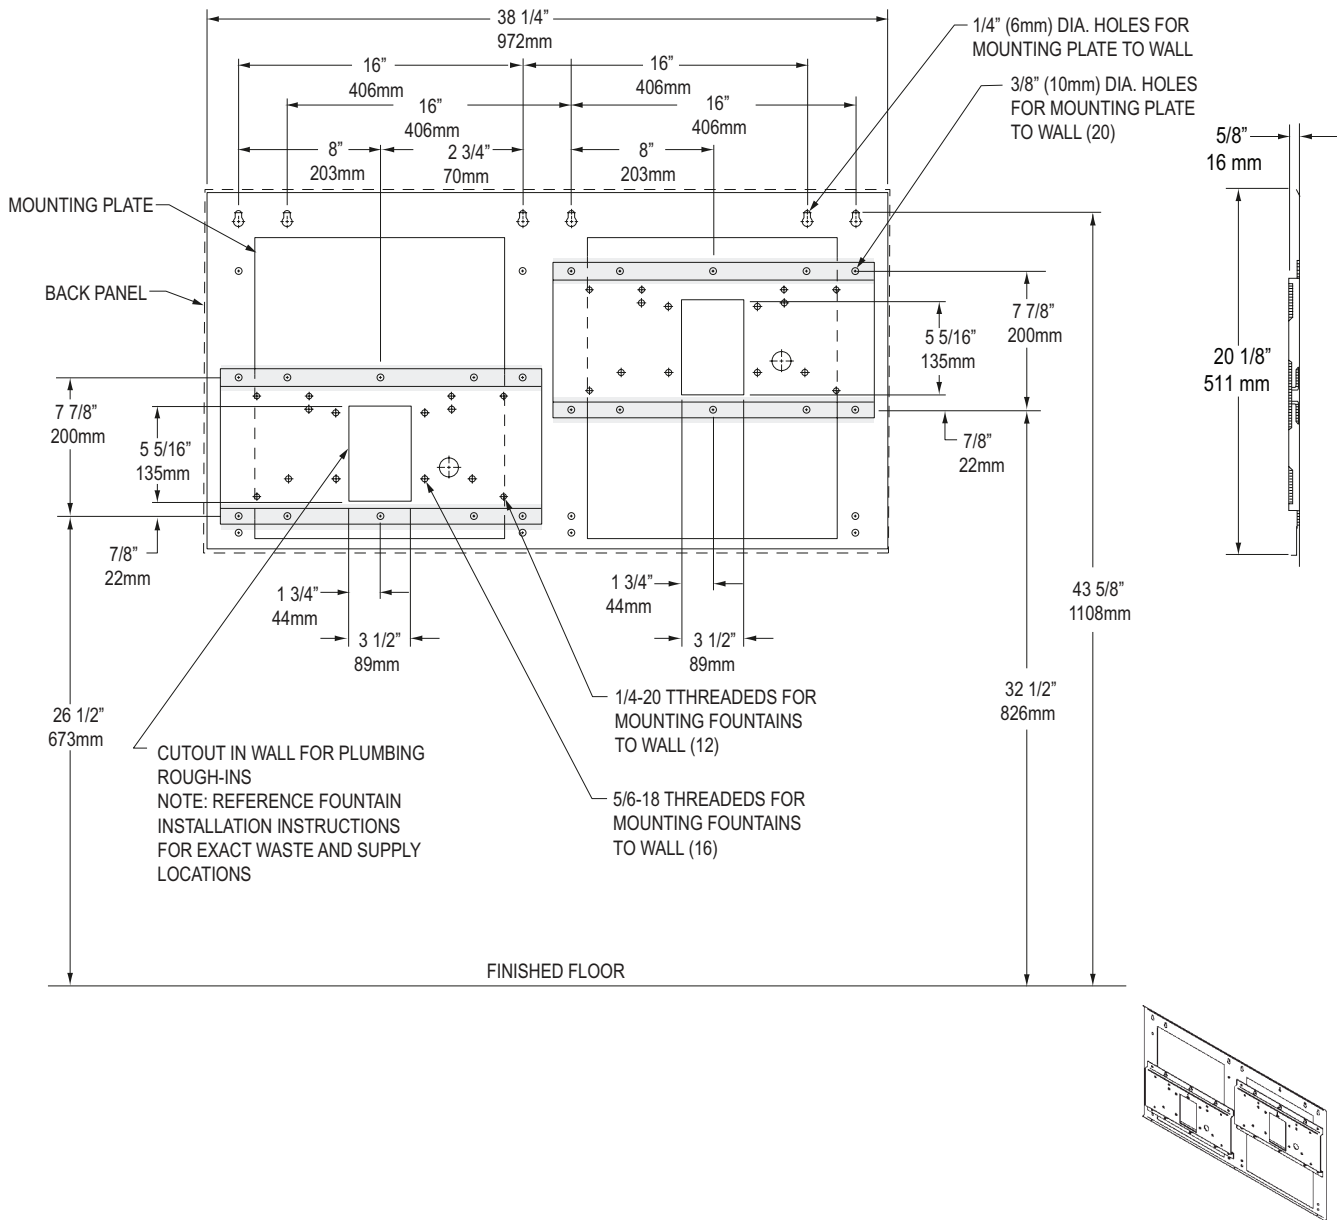 38 1/4”
972mm
1/4” (6mm) DIA. HOLES FOR
MOUNTING PLATE TO WALL
16”
406mm
16”
406mm
3/8” (10mm) DIA. HOLES
FOR MOUNTING PLATE
TO WALL (20)
16”
406mm
16”
406mm
5/8”
16 mm
8”
203mm
2 3/4”
70mm
8”
203mm
MOUNTING PLATE
BACK PANEL
7 7/8”
200mm
5 5/16”
135mm
20 1/8”
511 mm
7 7/8”
200mm
5 5/16”
135mm
7/8”
22mm
7/8”
22mm
1 3/4”
44mm
3 1/2”
89mm
1 3/4”
44mm
3 1/2”
89mm
43 5/8”
1108mm
32 1/2”
826mm
26 1/2”
673mm
1/4-20 TTHREADEDS FOR
MOUNTING FOUNTAINS
TO WALL (12)
CUTOUT IN WALL FOR PLUMBING
ROUGH-INS
NOTE: REFERENCE FOUNTAIN
INSTALLATION INSTRUCTIONS
FOR EXACT WASTE AND SUPPLY
LOCATIONS
5/6-18 THREADEDS FOR
MOUNTING FOUNTAINS
TO WALL (16)
FINISHED FLOOR